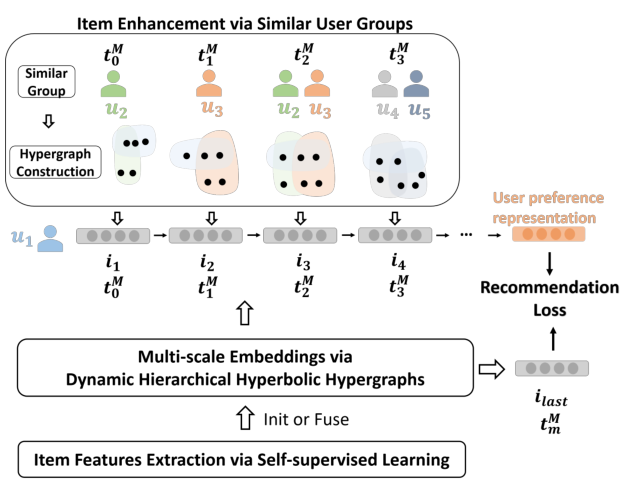 Item Enhancement via Similar User Groups
t_0^M t_1^M t_2^M t_3^M
Similar
Group
u_2 u_3 u_2 u_3 u_4 u_5
Hypergraph
Construction
User preference
representation
u_1
...
i_1 i_2 i_3 i_4
t_0^M t_1^M t_2^M t_3^M
Recommendation
Loss
Multi-scale Embeddings via
Dynamic Hierarchical Hyperbolic Hypergraphs
i_{last}
t_m^M
Init or Fuse
Item Features Extraction via Self-supervised Learning